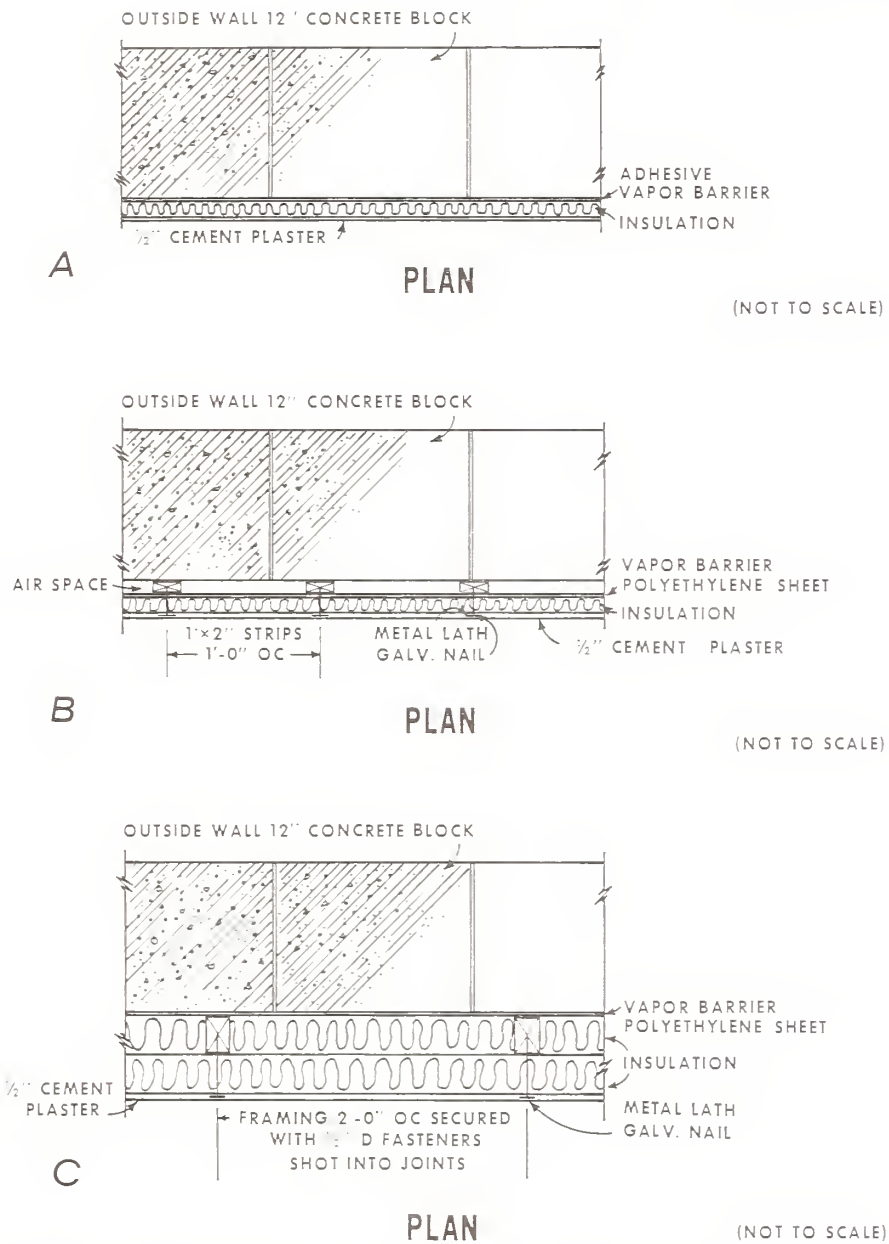 OUTSIDE WALL 12' CONCRETE BLOCK
ADHESIVE
VAPOR BARRIER
INSULATION
½" CEMENT PLASTER
A
PLAN
(NOT TO SCALE)
OUTSIDE WALL 12" CONCRETE BLOCK
AIR SPACE
VAPOR BARRIER
POLYETHYLENE SHEET
INSULATION
1'×2" STRIPS
1'-0" OC
METAL LATH
GALV. NAIL
½" CEMENT PLASTER
B
PLAN
(NOT TO SCALE)
OUTSIDE WALL 12" CONCRETE BLOCK
VAPOR BARRIER
POLYETHYLENE SHEET
INSULATION
½" CEMENT
PLASTER
FRAMING 2-0" OC SECURED
WITH D FASTENERS
SHOT INTO JOINTS
METAL LATH
GALV. NAIL
C
PLAN
(NOT TO SCALE)